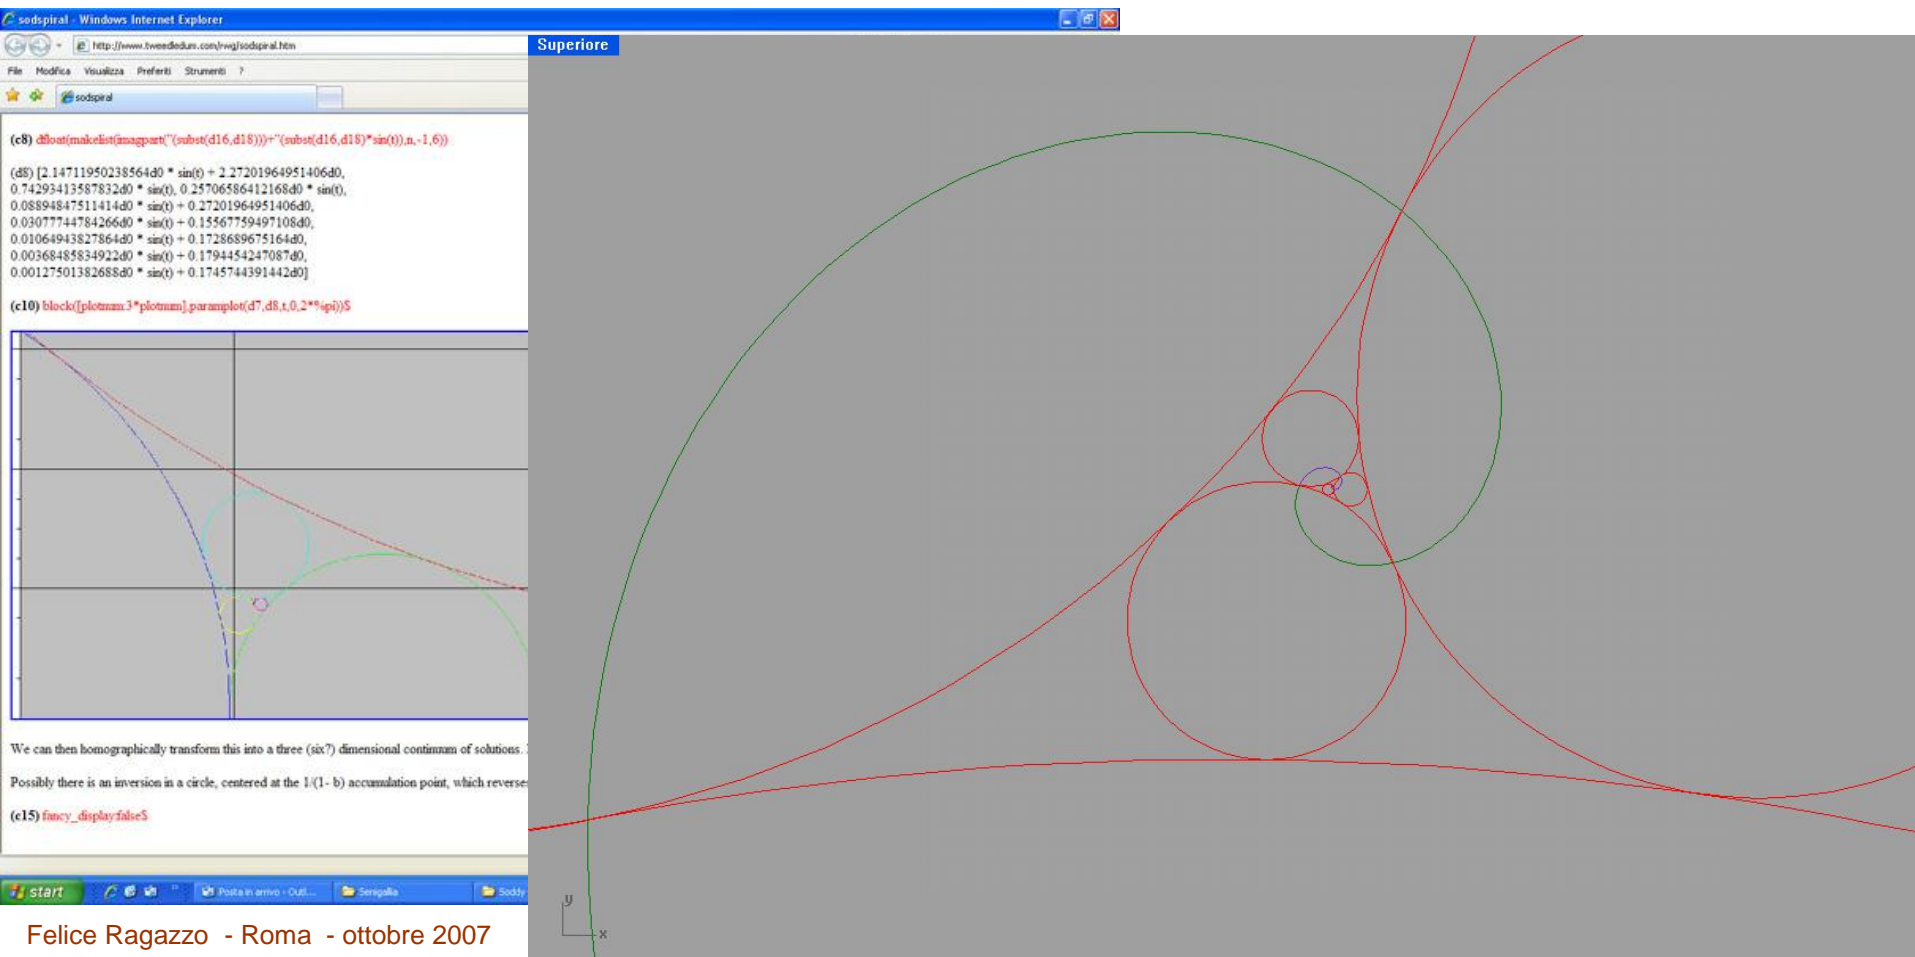 sodspiral - Windows Internet Explorer
http://www.tweedledum.com/rwg/sodspiral.htm
File Modifica Visualizza Preferiti Strumenti ?
sodspiral
(c8) dfloat(makelist(imagpart("(subst(d16,d18)))+"(subst(d16,d18)*sin(t)),n,-1,6))
(d8) [2.14711950238564d0 * sin(t) + 2.27201964951406d0,
0.74293413587832d0 * sin(t), 0.25706586412168d0 * sin(t),
0.08894847511414d0 * sin(t) + 0.27201964951406d0,
0.03077744784266d0 * sin(t) + 0.15567759497108d0,
0.01064943827864d0 * sin(t) + 0.1728689675164d0,
0.00368485834922d0 * sin(t) + 0.1794454247087d0,
0.00127501382688d0 * sin(t) + 0.1745744391442d0]
(c10) block([plotnum:3*plotnum],paramplot(d7,d8,t,0,2*%pi))$
We can then homographically transform this into a three (six?) dimensional continuum of solutions.
Possibly there is an inversion in a circle, centered at the 1/(1- b) accumulation point, which reverse
(c15) fancy_display:false$
start
Posta in arrivo - Outl...
Senigallia
Soddy
Superiore
y
x
Felice Ragazzo - Roma - ottobre 2007